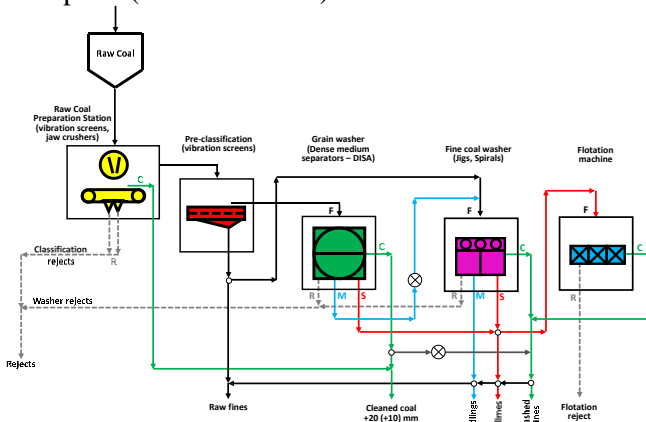 Raw Coal
Raw Coal
Preparation Station
(vibration screens,
jaw crushers)
Pre-classification
(vibration screens)
Grain washer
(Dense medium
separators – DISA)
Fine coal washer
(Jigs, Spirals)
Flotation
machine
C
F
F
F
C
C
C
Classification
rejects
R
R
M
S
R
M
S
R
Washer rejects
Rejects
Raw fines
Cleaned coal
+20 (+10) mm
Flotation
reject